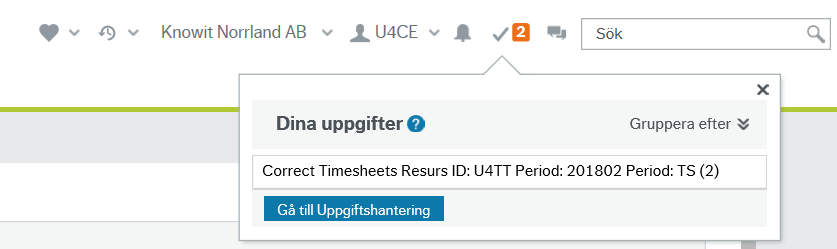 Knowit Norrland AB U4CE 2 Sök
Dina uppgifter ? Gruppera efter
Correct Timesheets Resurs ID: U4TT Period: 201802 Period: TS (2)
Gå till Uppgiftshantering